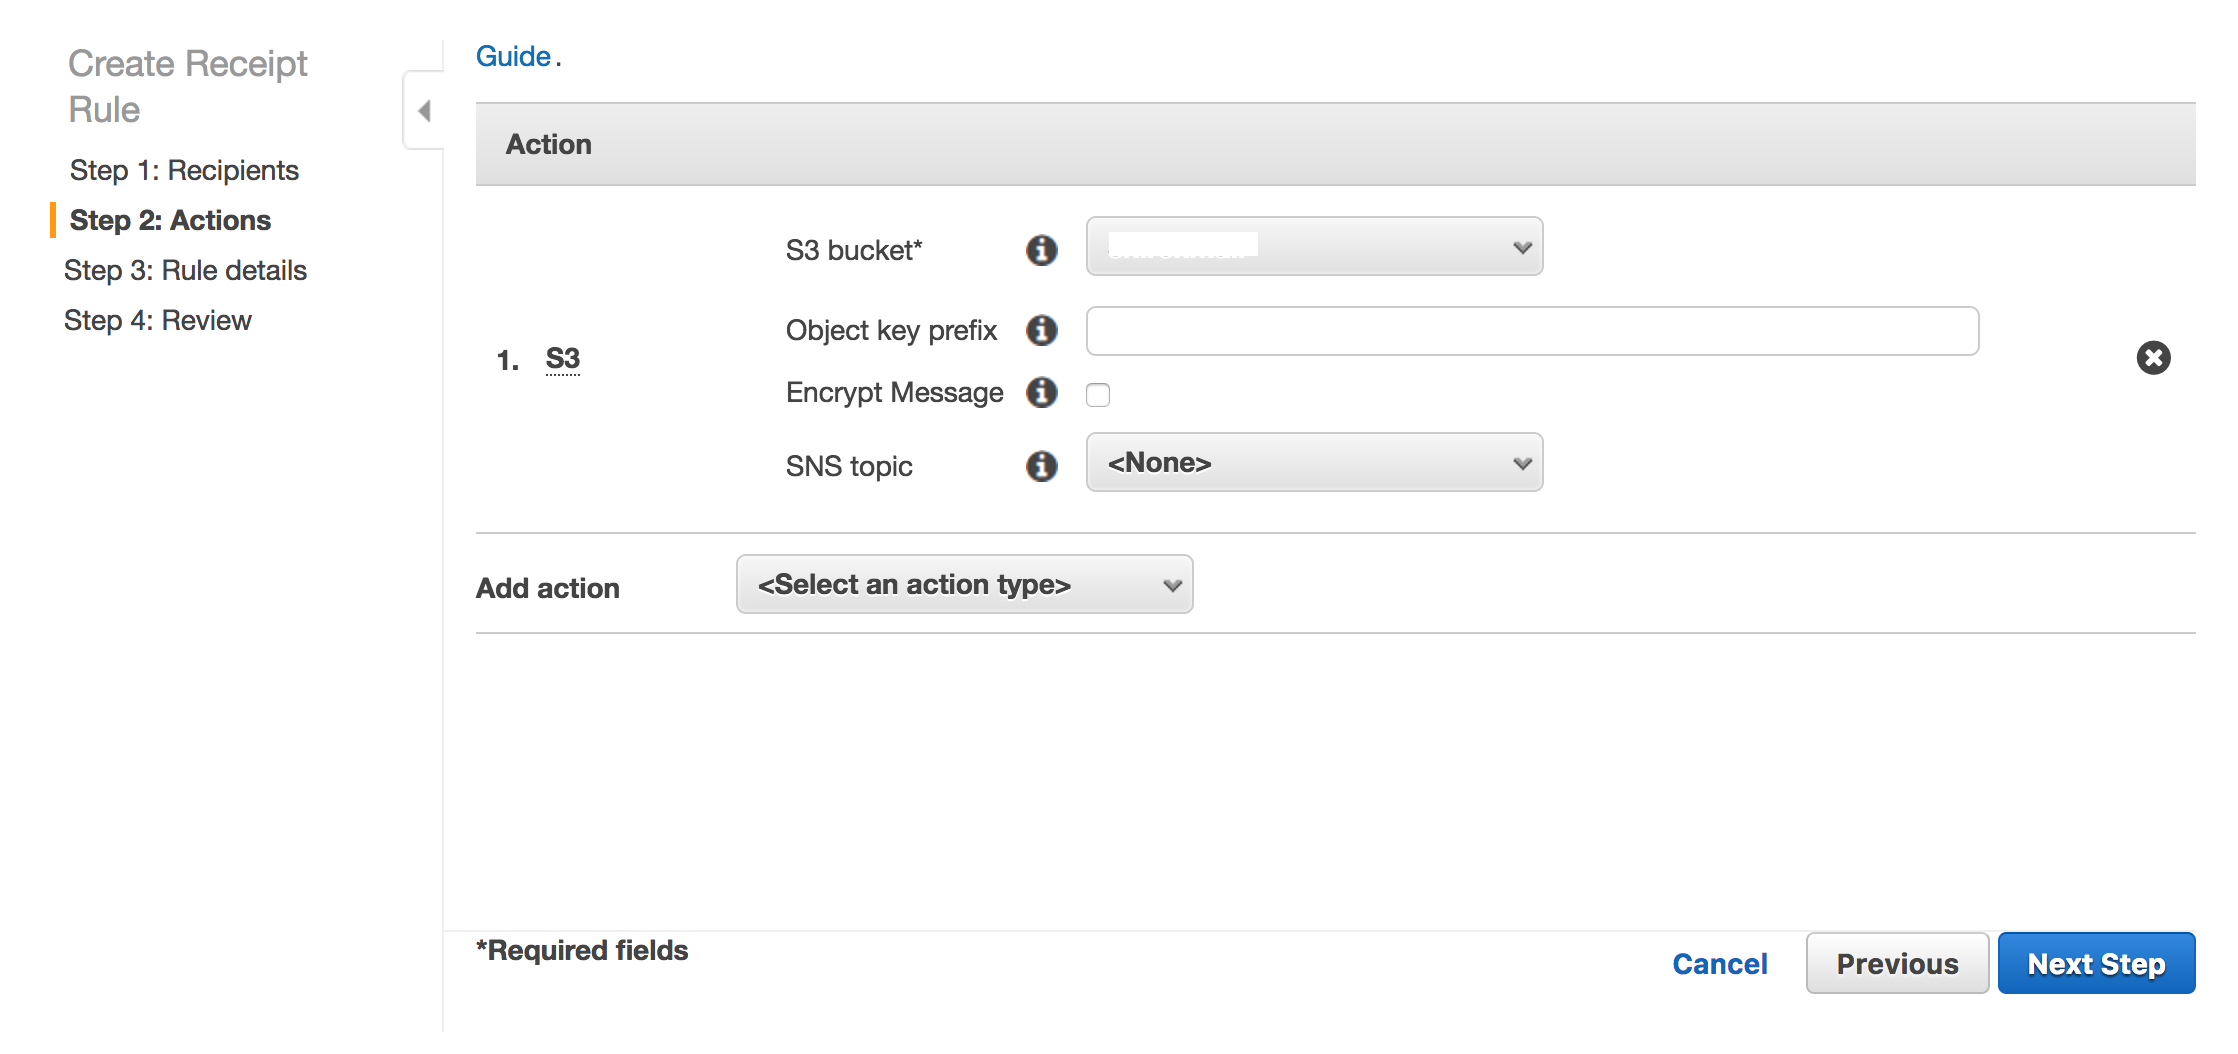 Create Receipt
Rule
Step 1: Recipients
Step 2: Actions
Step 3: Rule details
Step 4: Review
Guide.
Action
1. S3
S3 bucket*
Object key prefix
Encrypt Message
SNS topic <None>
Add action <Select an action type>
*Required fields
Cancel Previous Next Step